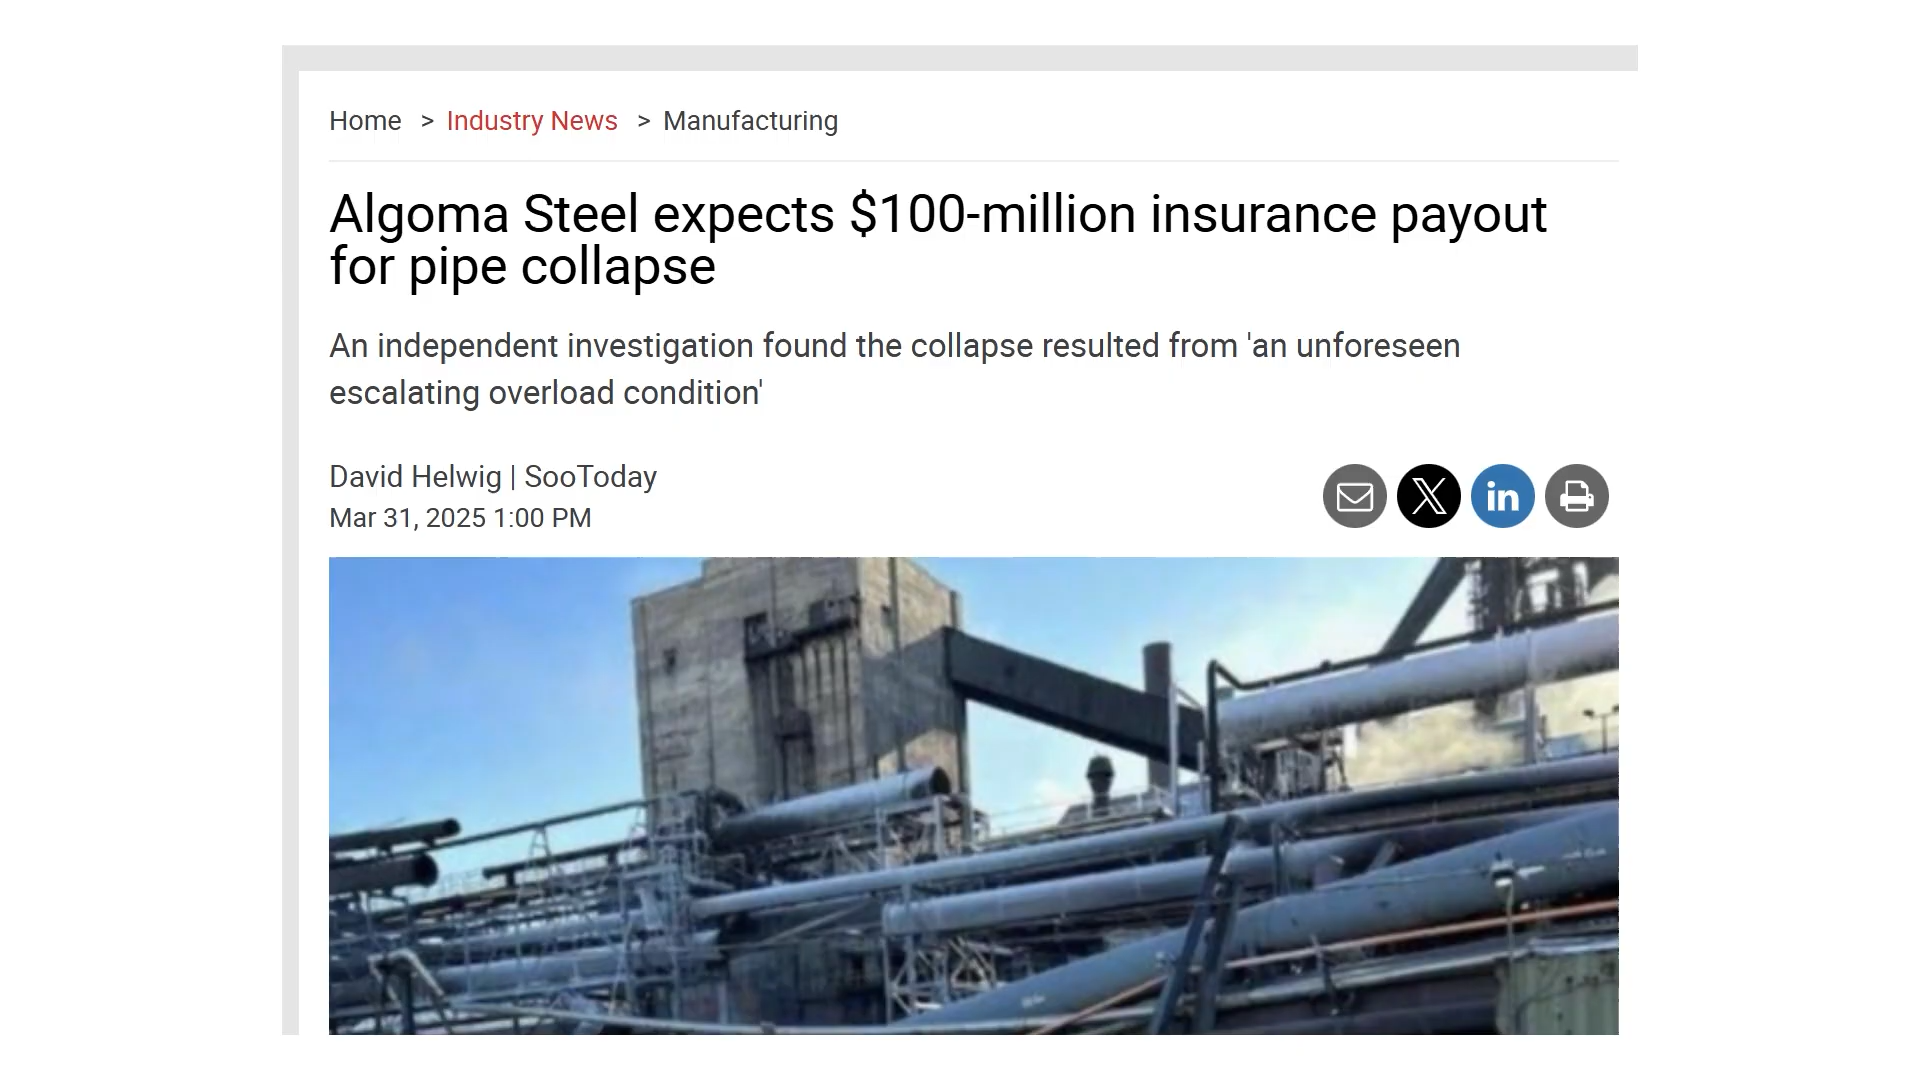 Home > Industry News > Manufacturing
Algoma Steel expects $100-million insurance payout
for pipe collapse
An independent investigation found the collapse resulted from 'an unforeseen
escalating overload condition'
David Helwig | SooToday
Mar 31, 2025 1:00 PM
in